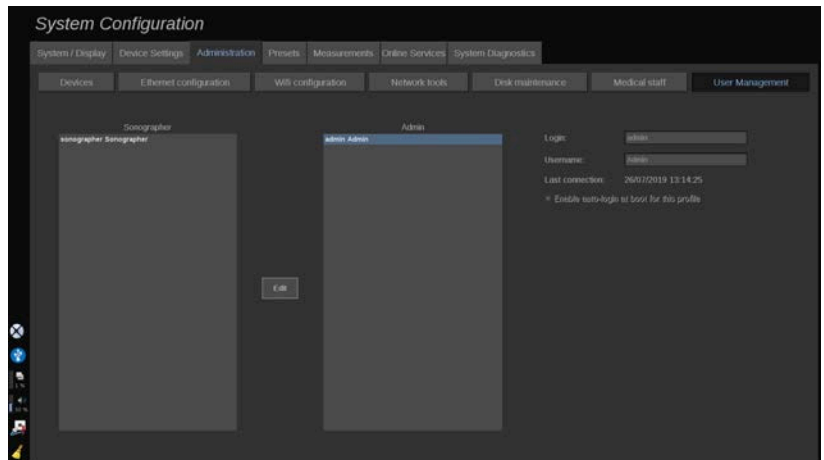 System Configuration
System / Display Device Settings Administration Presets Measurements Online Services System Diagnostics
Devices Ethernet configuration Wifi configuration Network tools Disk maintenance Medical staff User Management
Sonographer Admin
sonographer Sonographer admin Admin Login: admin
Username: Admin
Last connection: 26/07/2019 13:14:25
Enable auto-login at boot for this profile
Edit
1 %